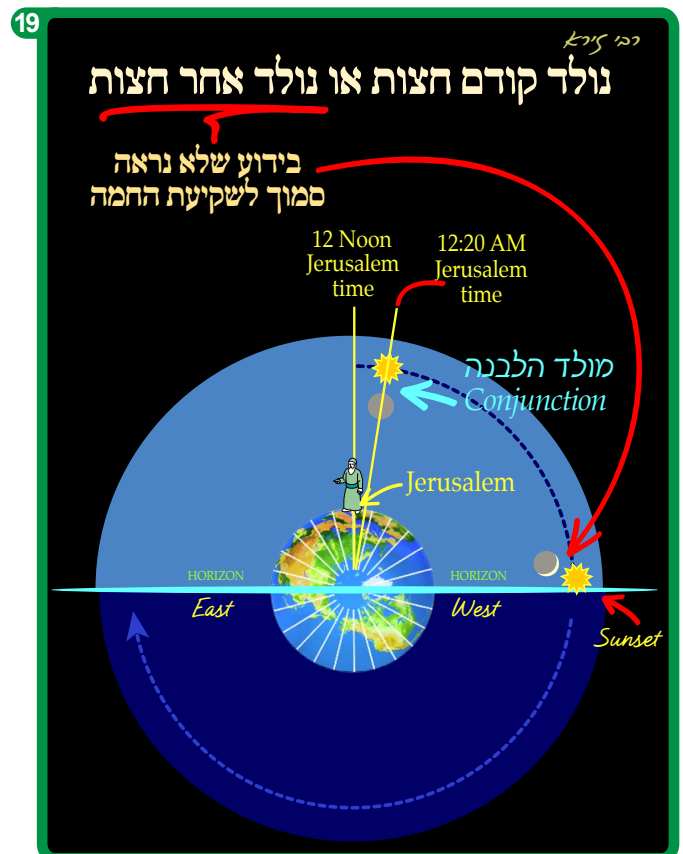 19
רבי זירא
נולד קודם חצות או נולד אחר חצות
בידוע שלא נראה
סמוך לשקיעת החמה
12 Noon
Jerusalem
time
12:20 AM
Jerusalem
time
מולד הלבנה
Conjunction
Jerusalem
HORIZON
HORIZON
East
West
Sunset